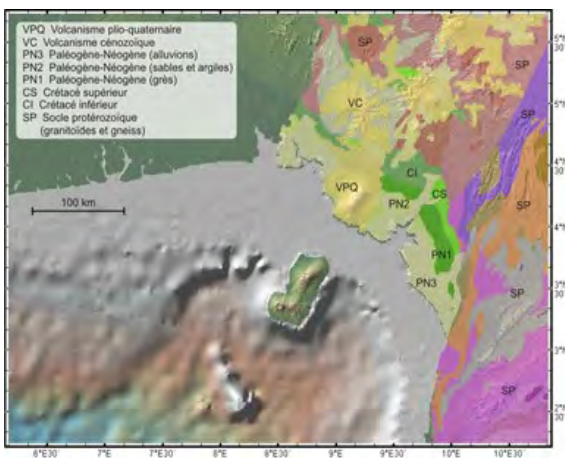 VPQ Volcanisme plio-quaternaire
VC Volcanisme cénozoïque
PN3 Paléogène-Néogène (alluvions)
PN2 Paléogène-Néogène (sables et argiles)
PN1 Paléogène-Néogène (grès)
CS Crétacé supérieur
CI Crétacé inférieur
SP Socle protérozoïque
(granitoïdes et gneiss)
100 km
SP
SP
SP
VC
CI
CS
VPQ
PN2
SP
PN1
PN3
SP
SP
6°E
6°E30'
7°E
7°E30'
8°E
8°E30'
9°E
9°E30'
10°E
10°E30'